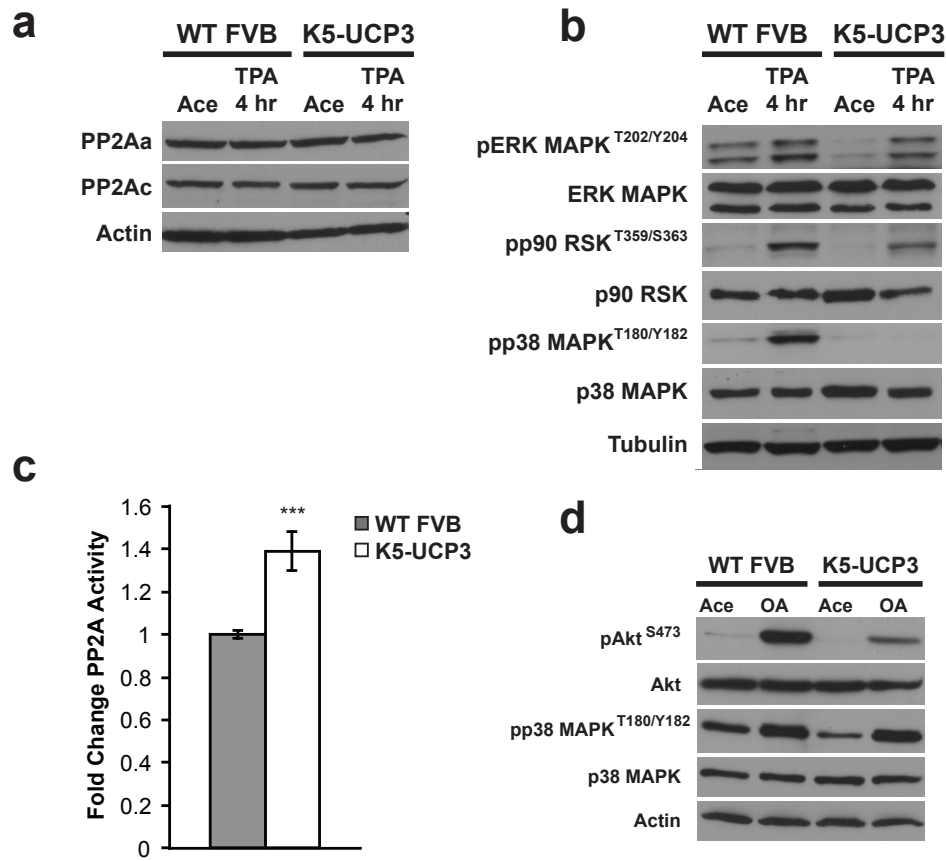 a
WT FVB K5-UCP3
Ace TPA 4 hr Ace TPA 4 hr
PP2Aa
PP2Ac
Actin
b
WT FVB K5-UCP3
Ace TPA 4 hr Ace TPA 4 hr
pERK MAPK T202/Y204
ERK MAPK
pp90 RSK T359/S363
p90 RSK
pp38 MAPK T180/Y182
p38 MAPK
Tubulin
c
Fold Change PP2A Activity
1.6
1.4
1.2
1
0.8
0.6
0.4
0.2
0
***
WT FVB
K5-UCP3
d
WT FVB K5-UCP3
Ace OA Ace OA
pAkt S473
Akt
pp38 MAPK T180/Y182
p38 MAPK
Actin